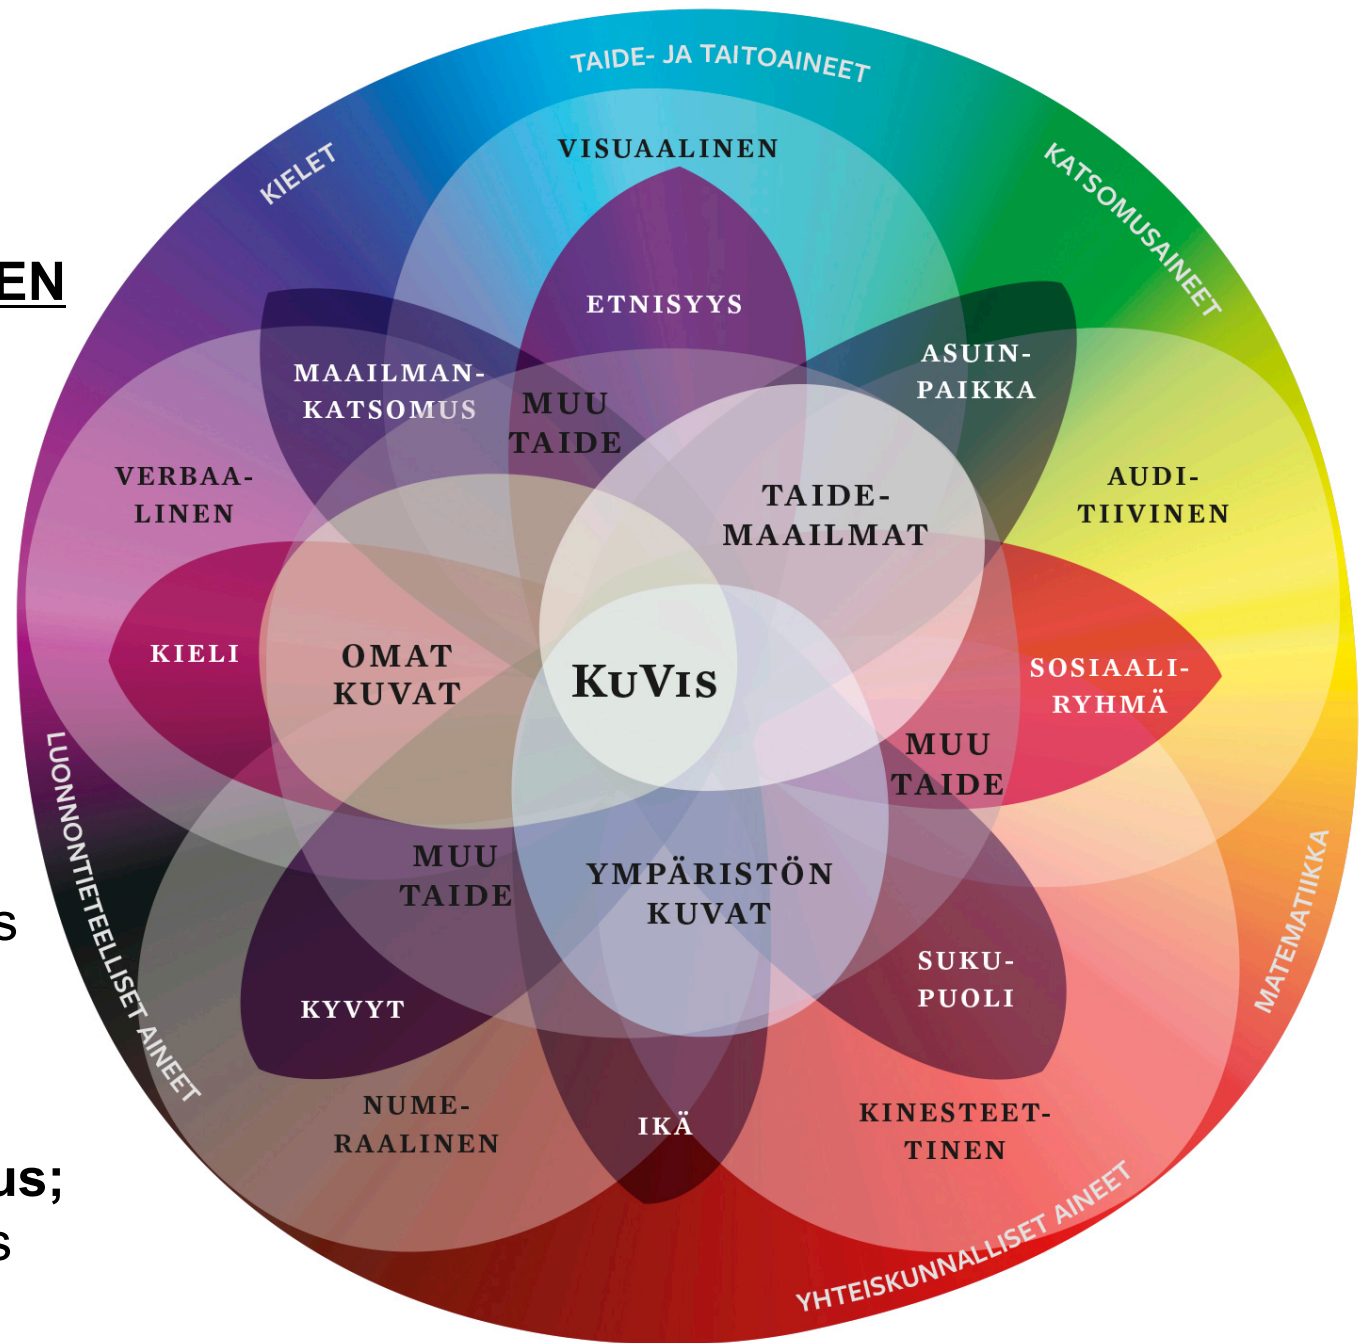 TAIDE- JA TAITOAINEET
KIELET
KATSOMUSAINEET
VISUAALINEN
EN
ETNISYYS
MAAILMAN-
KATSOMUS
MUU
TAIDE
ASUIN-
PAIKKA
VERBAA-
LINEN
TAIDE-
MAAILMAT
AUDI-
TIIVINEN
KIELI
OMAT
KUVAT
KUVIS
SOSIAALI-
RYHMÄ
MUU
TAIDE
LUONNONTIETEELLISET AINEET
MUU
TAIDE
YMPÄRISTÖN
KUVAT
MATEMATIIKKA
s
SUKU-
PUOLI
KYVYT
NUME-
RAALINEN
IKÄ
KINESTEET-
TINEN
us;
s
YHTEISKUNNALLISET AINEET